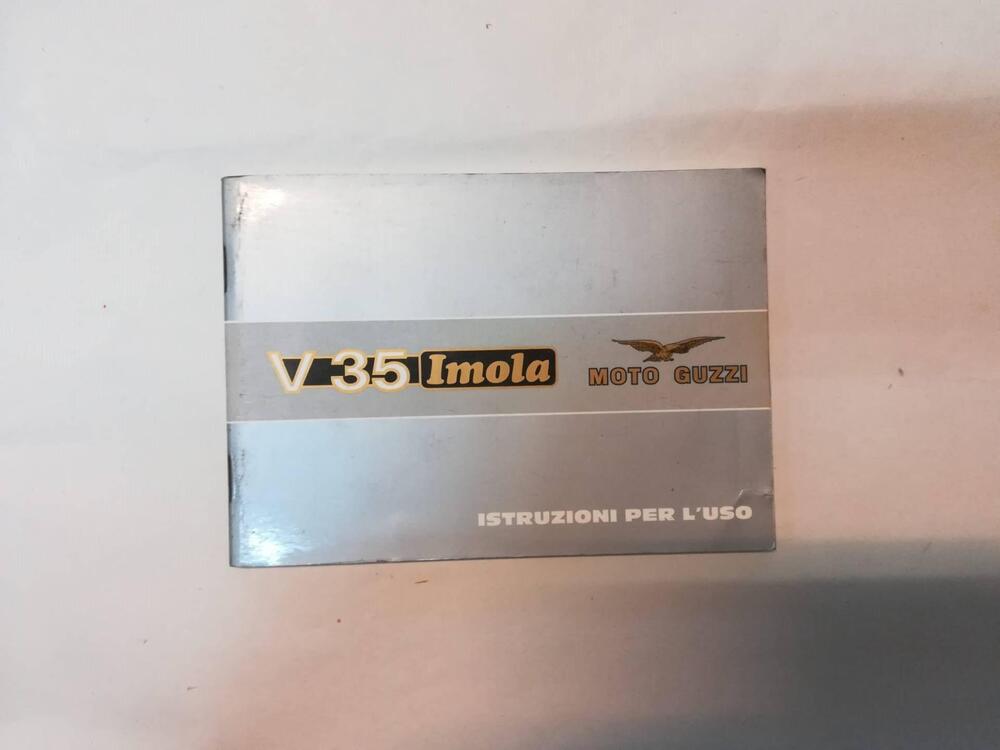 V 35 Imola
MOTO GUZZI
ISTRUZIONI PER L'USO